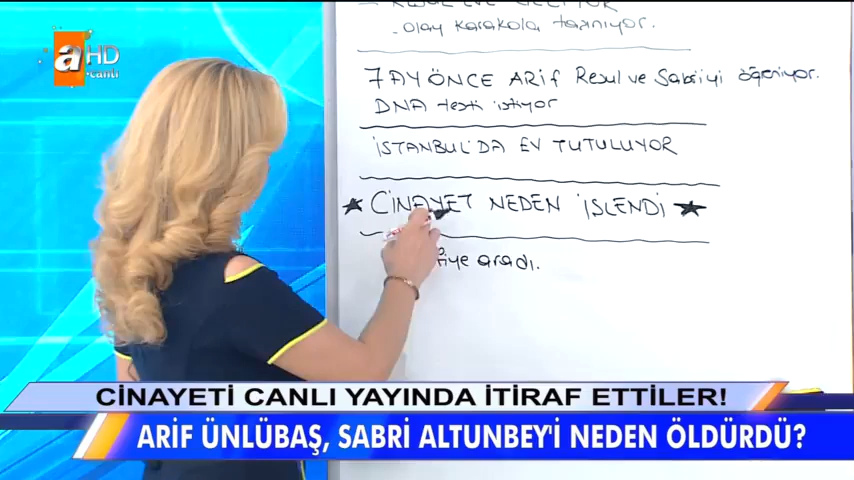 a HD
canlı
olay karakola taşınıyor.
7 AY ÖNCE ARİF Resul ve Sabri'yi öğreniyor.
DNA testi istiyor
İSTANBUL'DA EV TUTULUYOR
CİNAYET NEDEN İŞLENDİ
aradı.
CİNAYETİ CANLI YAYINDA İTİRAF ETTİLER!
ARİF ÜNLÜBAŞ, SABRİ ALTUNBEY'İ NEDEN ÖLDÜRDÜ?